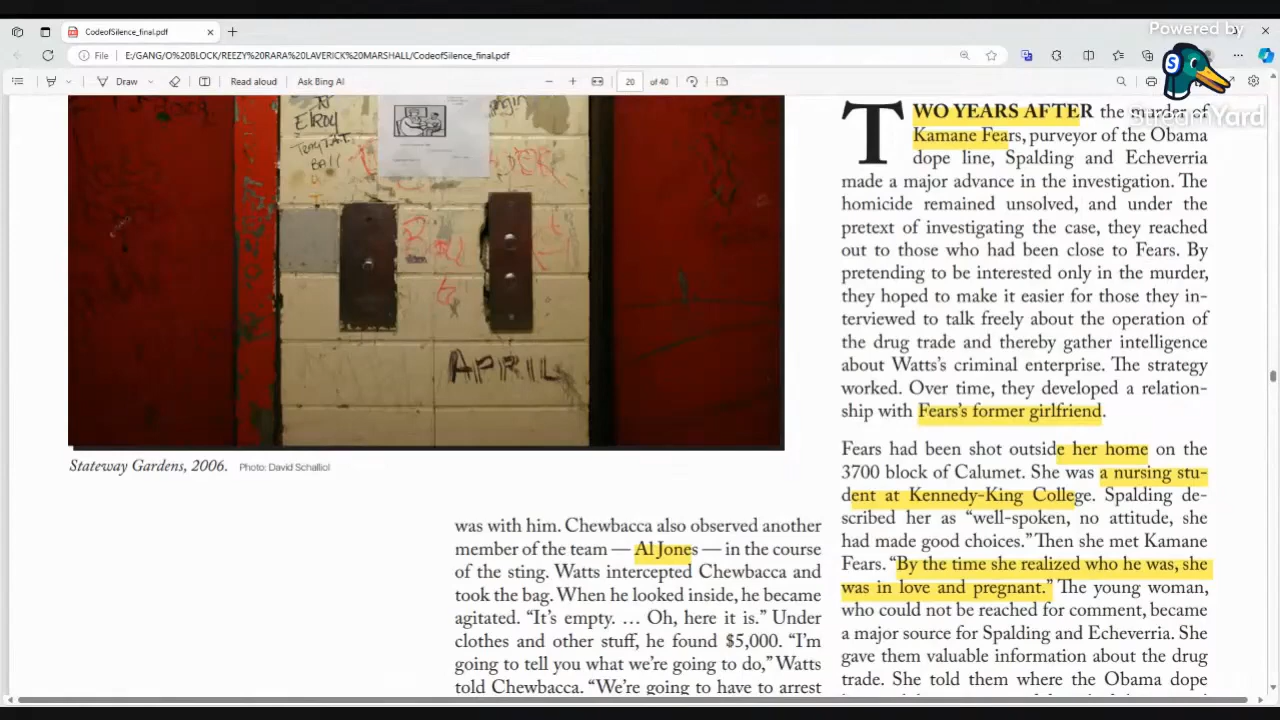 CodeofSilence_final.pdf
Powered by
StreamYard
File
E:/GANG/O%20BLOCK/REEZY%20RARA%20LAVERICK%20MARSHALL/CodeofSilence_final.pdf
Draw
Read aloud
Ask Bing AI
20
of 40
ELROY
BALL
APRIL
Stateway Gardens, 2006. Photo: David Schalliol
was with him. Chewbacca also observed another
member of the team — Al Jones — in the course
of the sting. Watts intercepted Chewbacca and
took the bag. When he looked inside, he became
agitated. “It’s empty. … Oh, here it is.” Under
clothes and other stuff, he found $5,000. “I’m
going to tell you what we’re going to do,” Watts
told Chewbacca. “We’re going to have to arrest
TWO YEARS AFTER the murder of
Kamane Fears, purveyor of the Obama
dope line, Spalding and Echeverria
made a major advance in the investigation. The
homicide remained unsolved, and under the
pretext of investigating the case, they reached
out to those who had been close to Fears. By
pretending to be interested only in the murder,
they hoped to make it easier for those they in-
terviewed to talk freely about the operation of
the drug trade and thereby gather intelligence
about Watts’s criminal enterprise. The strategy
worked. Over time, they developed a relation-
ship with Fears’s former girlfriend.
Fears had been shot outside her home on the
3700 block of Calumet. She was a nursing stu-
dent at Kennedy-King College. Spalding de-
scribed her as “well-spoken, no attitude, she
had made good choices.” Then she met Kamane
Fears. “By the time she realized who he was, she
was in love and pregnant.” The young woman,
who could not be reached for comment, became
a major source for Spalding and Echeverria. She
gave them valuable information about the drug
trade. She told them where the Obama dope